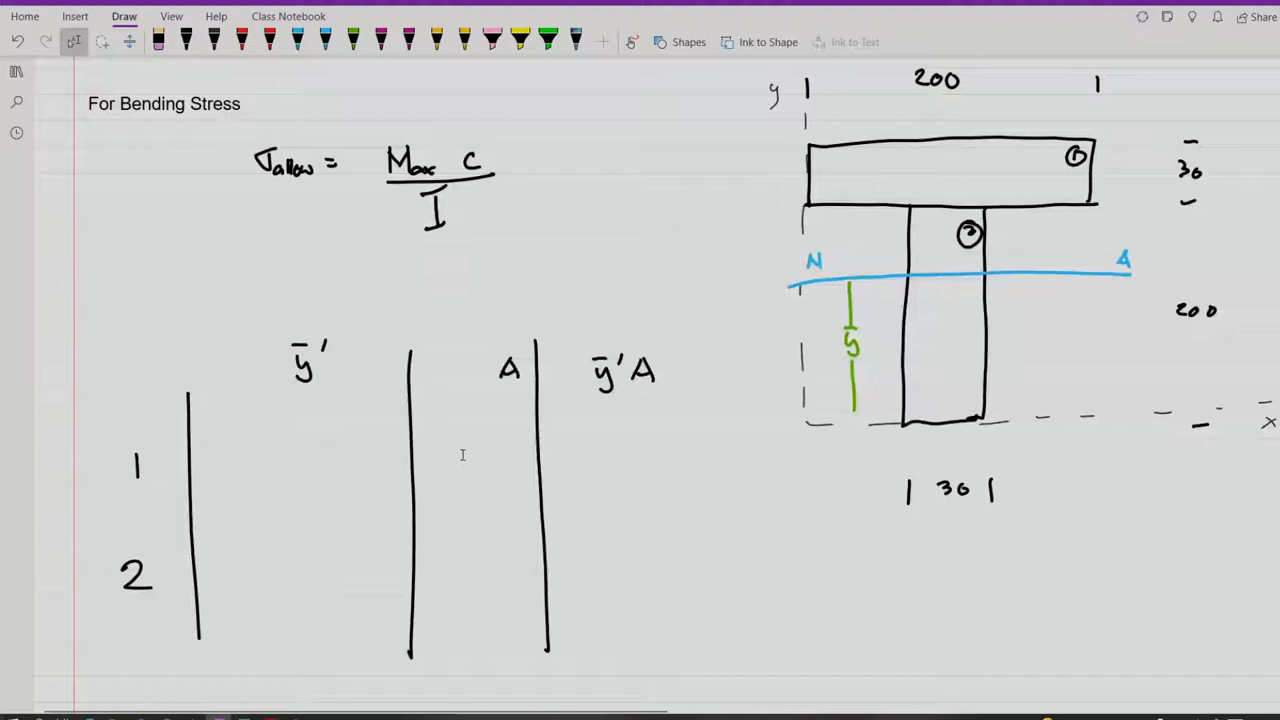 Home Insert Draw View Help Class Notebook
Share
Shapes Ink to Shape Ink to Text
For Bending Stress
σallow = Max C
I
ȳ' A ȳ'A
1
2
y 200
1
30
2
N A
200
ȳ
x
30